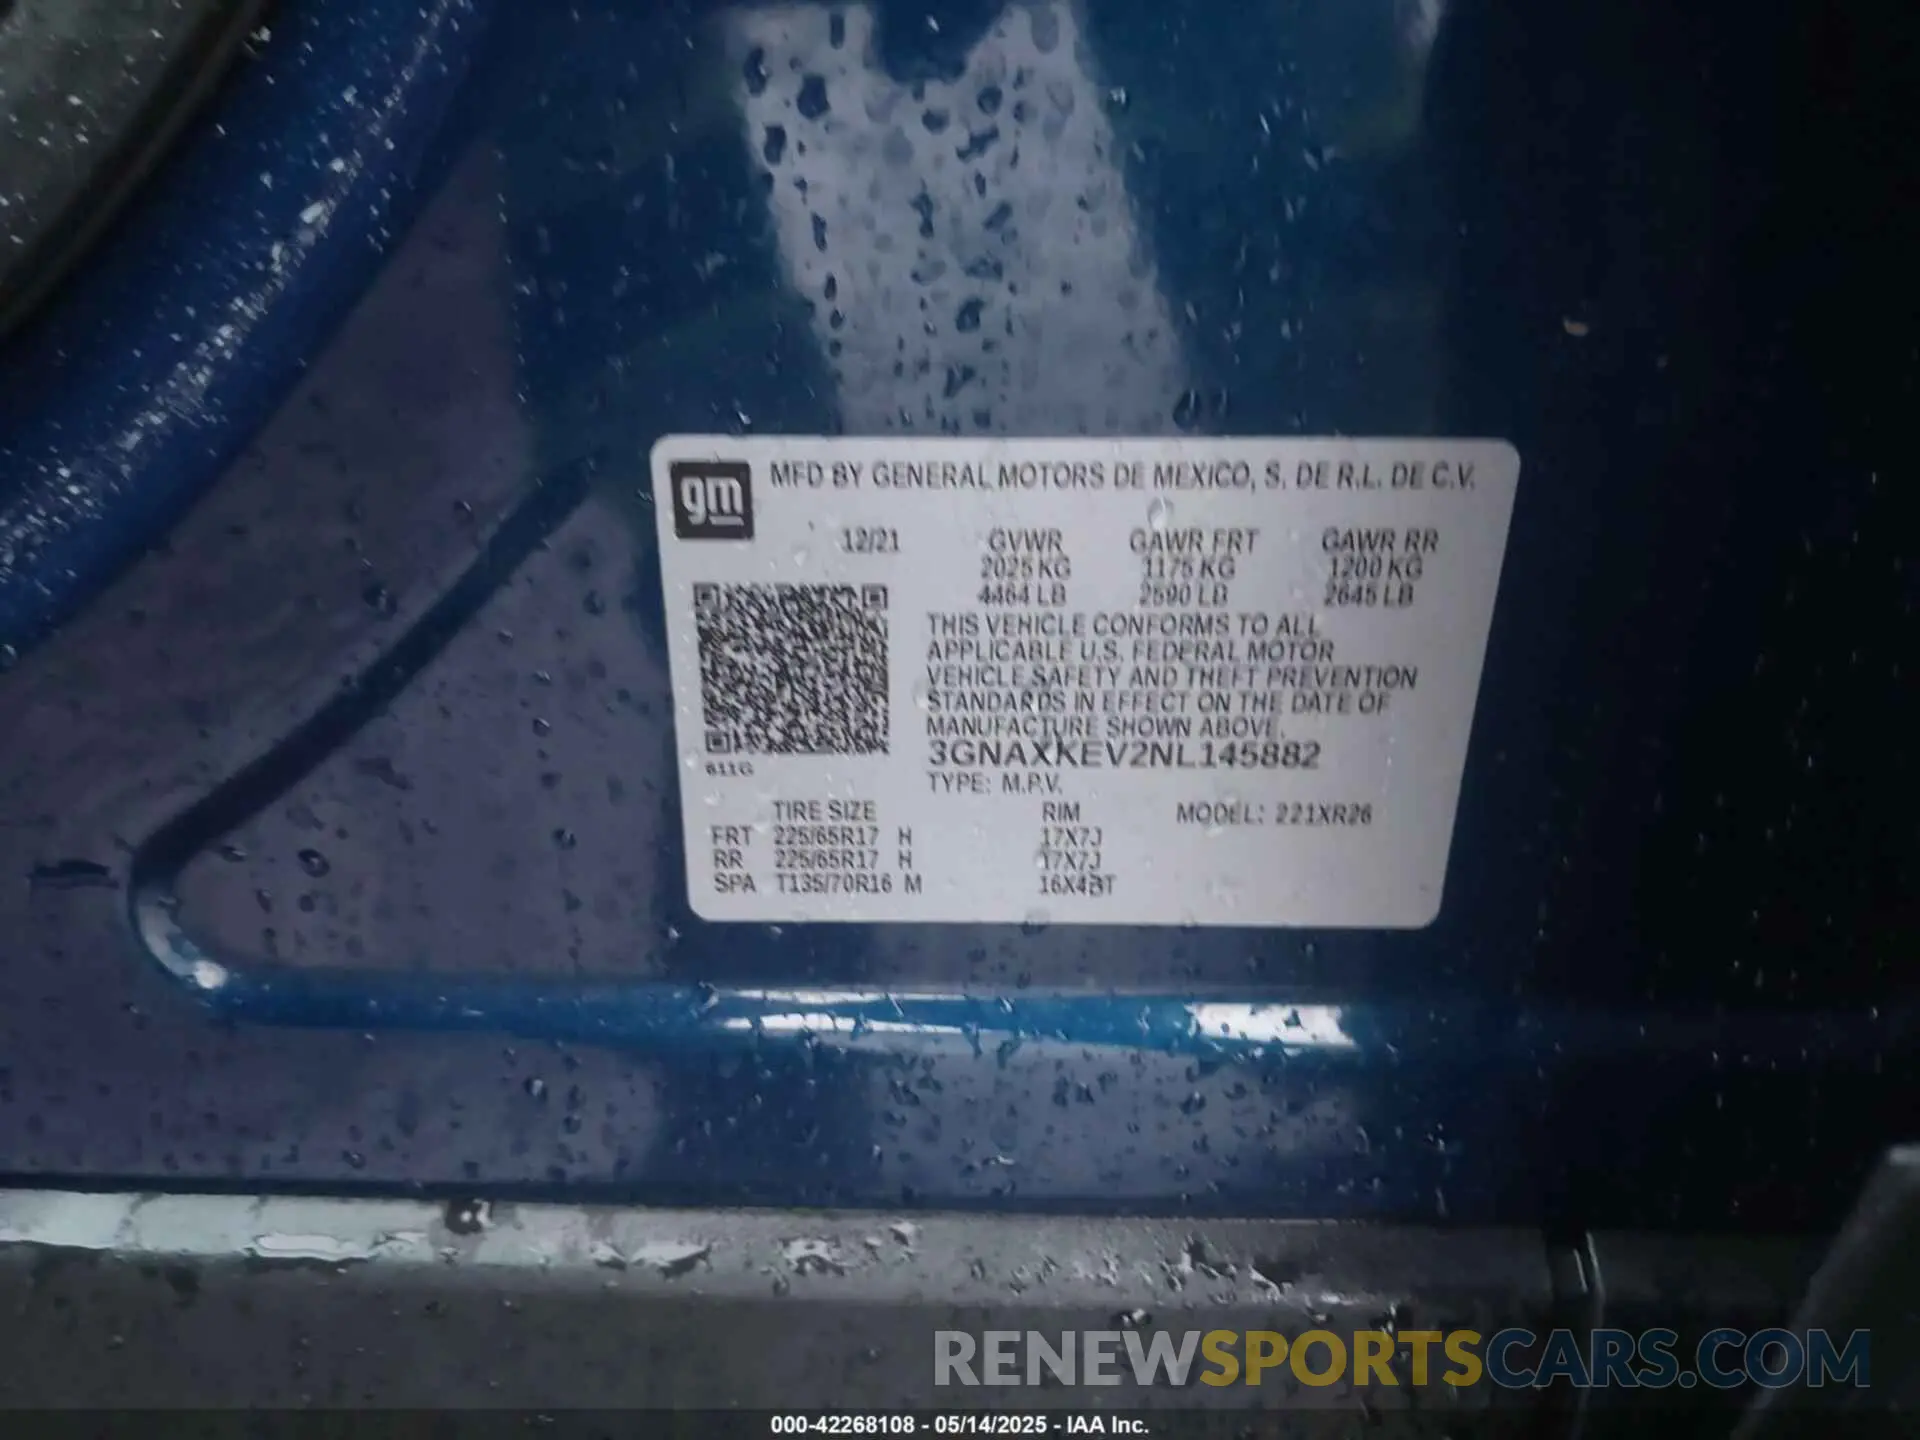 gm
MFD BY GENERAL MOTORS DE MEXICO, S. DE R.L. DE C.V.
12/21 GVWR GAWR FRT GAWR RR
2025 KG 1175 KG 1200 KG
4464 LB 2590 LB 2645 LB
THIS VEHICLE CONFORMS TO ALL
APPLICABLE U.S. FEDERAL MOTOR
VEHICLE SAFETY AND THEFT PREVENTION
STANDARDS IN EFFECT ON THE DATE OF
MANUFACTURE SHOWN ABOVE.
3GNAXKEV2NL145882
611G
TYPE: M.P.V.
TIRE SIZE RIM MODEL: 221XR26
FRT 225/65R17 H 17X7J
RR 225/65R17 H 17X7J
SPA T135/70R16 M 16X4BT
RENEWSPORTSCARS.COM
000-42268108 - 05/14/2025 - IAA Inc.